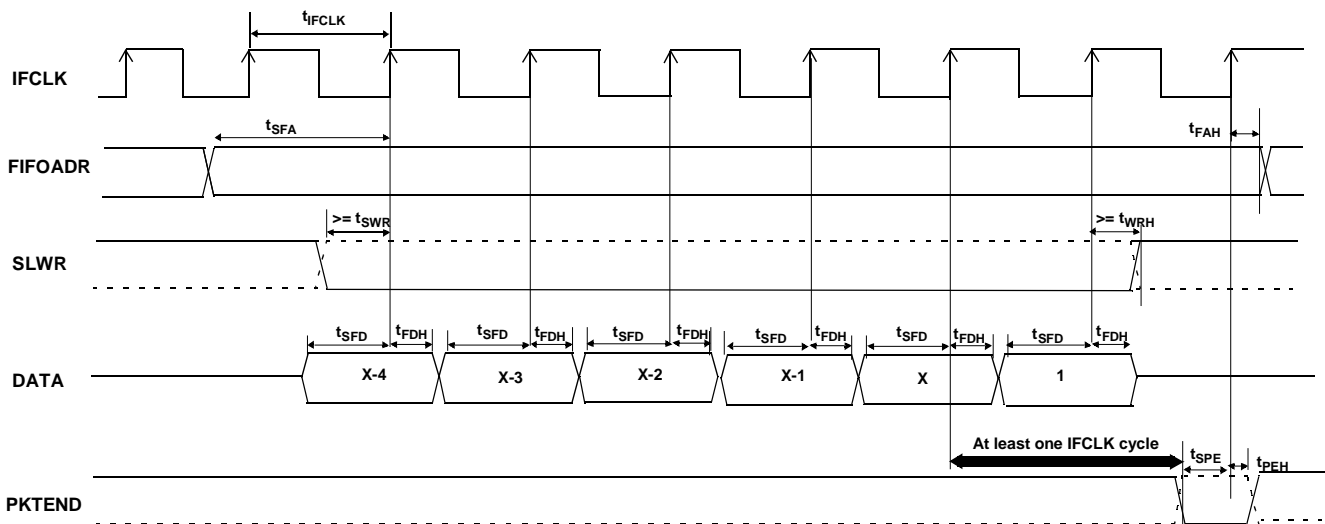 tIFCLK
IFCLK
tSFA
tFAH
FIFOADR
>= tSWR
>= tWRH
SLWR
tSFD tFDH tSFD tFDH tSFD tFDH tSFD tFDH tSFD tFDH tSFD tFDH
DATA X-4 X-3 X-2 X-1 X 1
At least one IFCLK cycle
tSPE tPEH
PKTEND